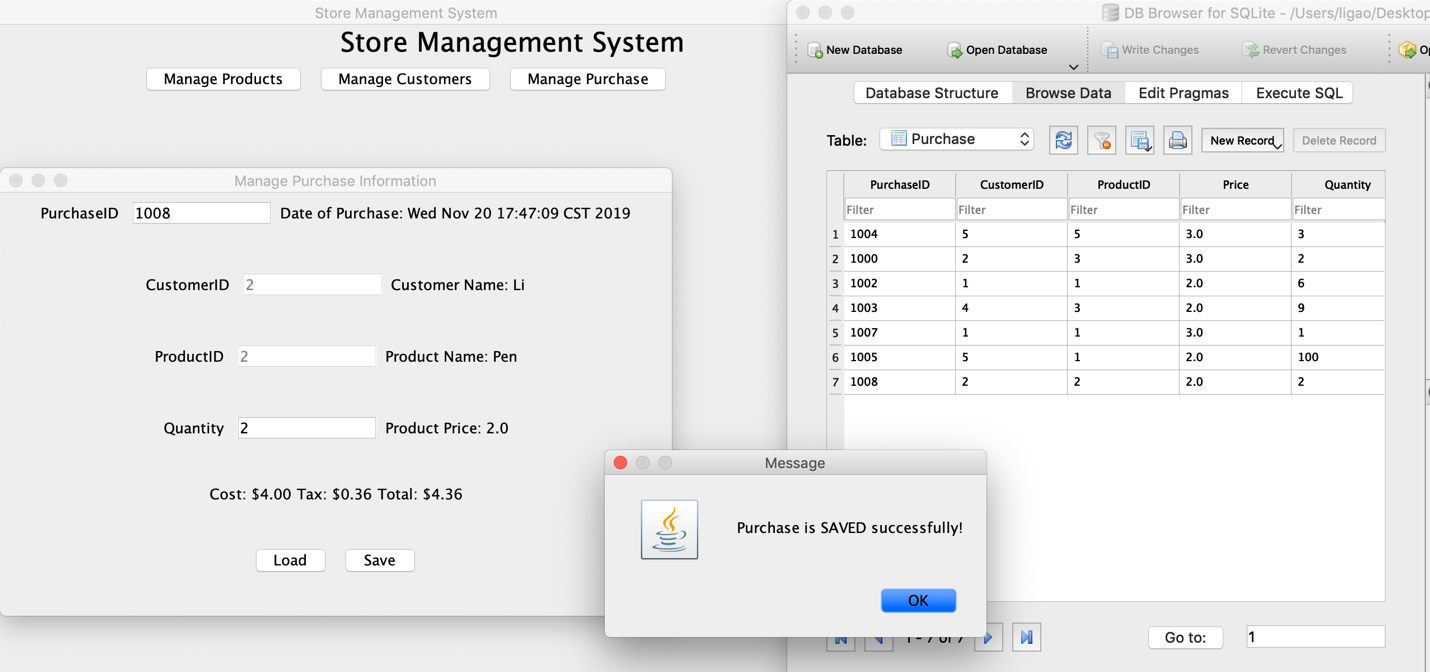 Store Management System
Store Management System
Manage Products Manage Customers Manage Purchase
Manage Purchase Information
PurchaseID 1008 Date of Purchase: Wed Nov 20 17:47:09 CST 2019
CustomerID 2 Customer Name: Li
ProductID 2 Product Name: Pen
Quantity 2 Product Price: 2.0
Cost: $4.00 Tax: $0.36 Total: $4.36
Load Save
DB Browser for SQLite - /Users/ligao/Desktop
New Database Open Database Write Changes Revert Changes Op
Database Structure Browse Data Edit Pragmas Execute SQL
Table: Purchase New Record Delete Record
PurchaseID CustomerID ProductID Price Quantity
Filter Filter Filter Filter Filter
1 1004 5 5 3.0 3
2 1000 2 3 3.0 2
3 1002 1 1 2.0 6
4 1003 4 3 2.0 9
5 1007 1 1 3.0 1
6 1005 5 1 2.0 100
7 1008 2 2 2.0 2
Message
Purchase is SAVED successfully!
OK
1 - 7 of 7 Go to: 1